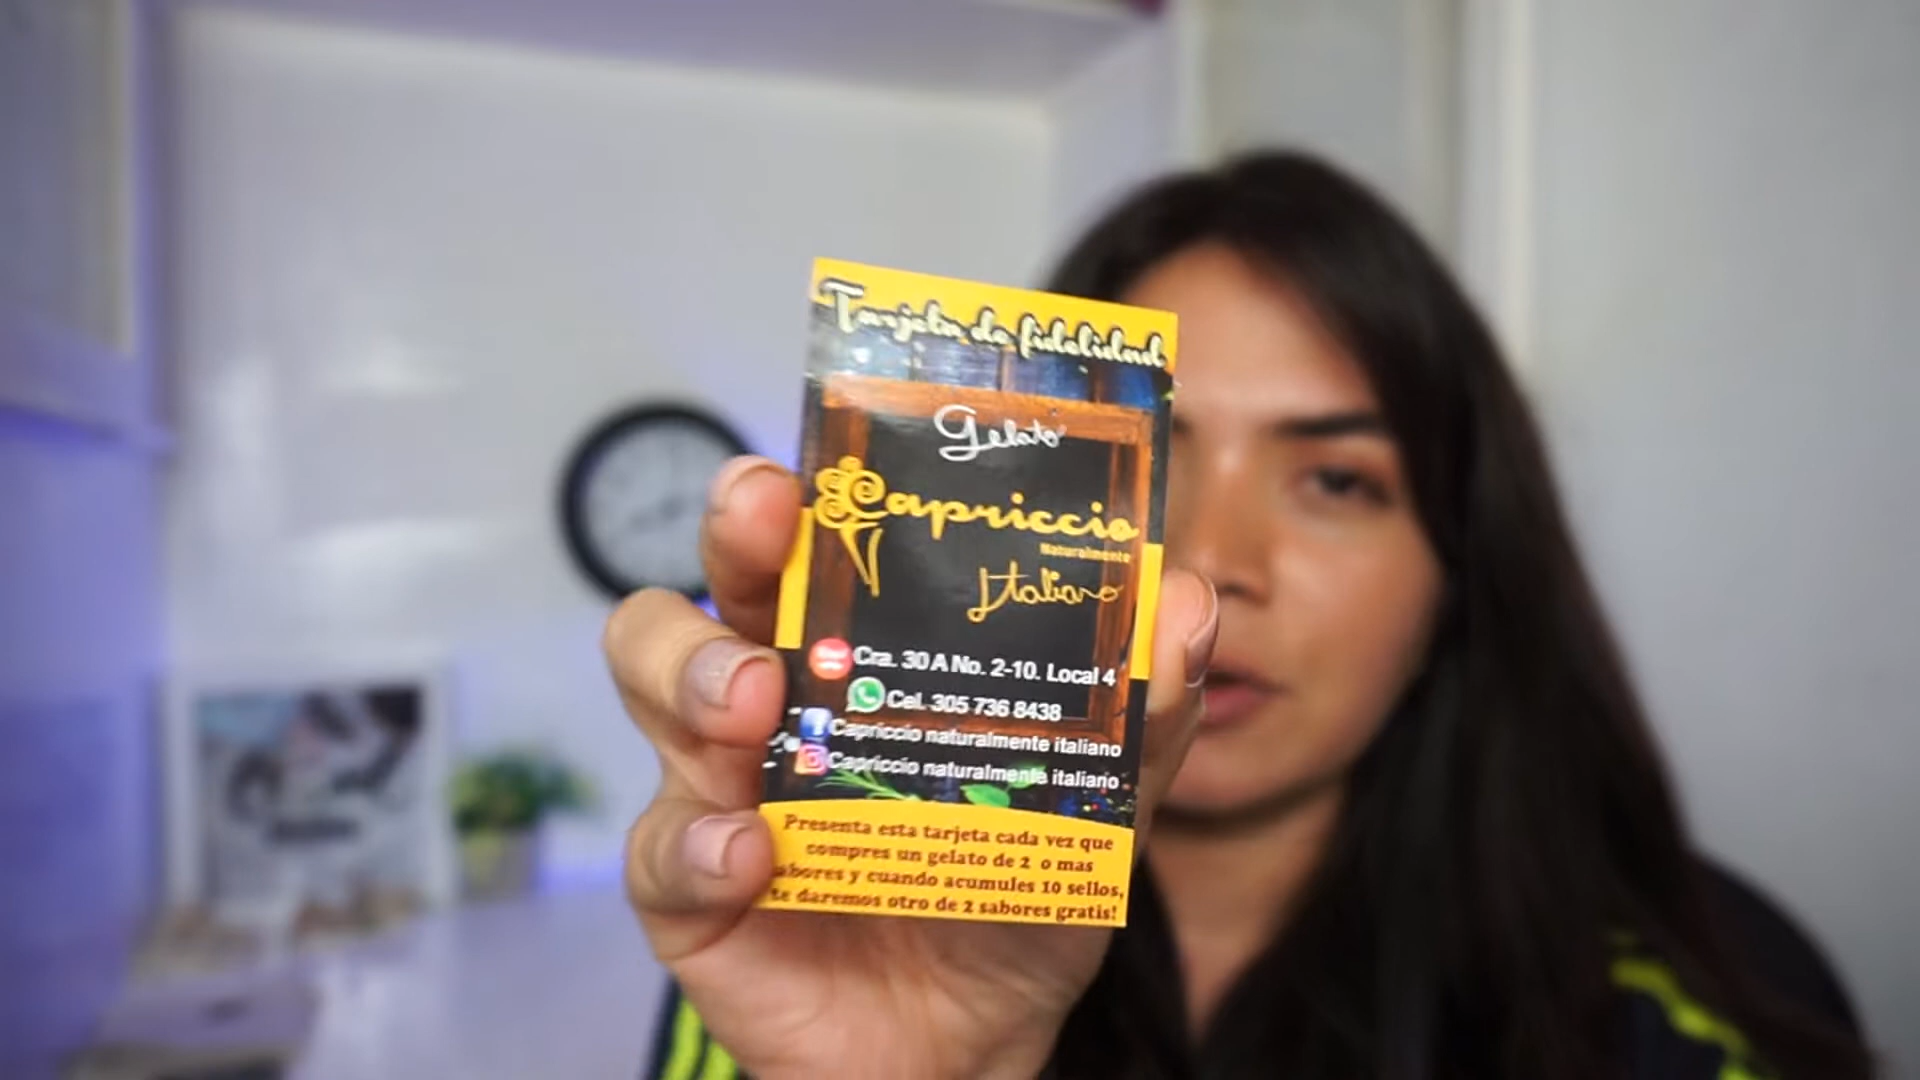 Tarjeta de fidelidad
Gelato
Capriccio
Naturalmente
Italiano
Cra. 30 A No. 2-10. Local 4
Cel. 305 736 8438
Capriccio naturalmente italiano
Capriccio naturalmente italiano
Presenta esta tarjeta cada vez que
compres un gelato de 2 o mas
sabores y cuando acumules 10 sellos,
te daremos otro de 2 sabores gratis!